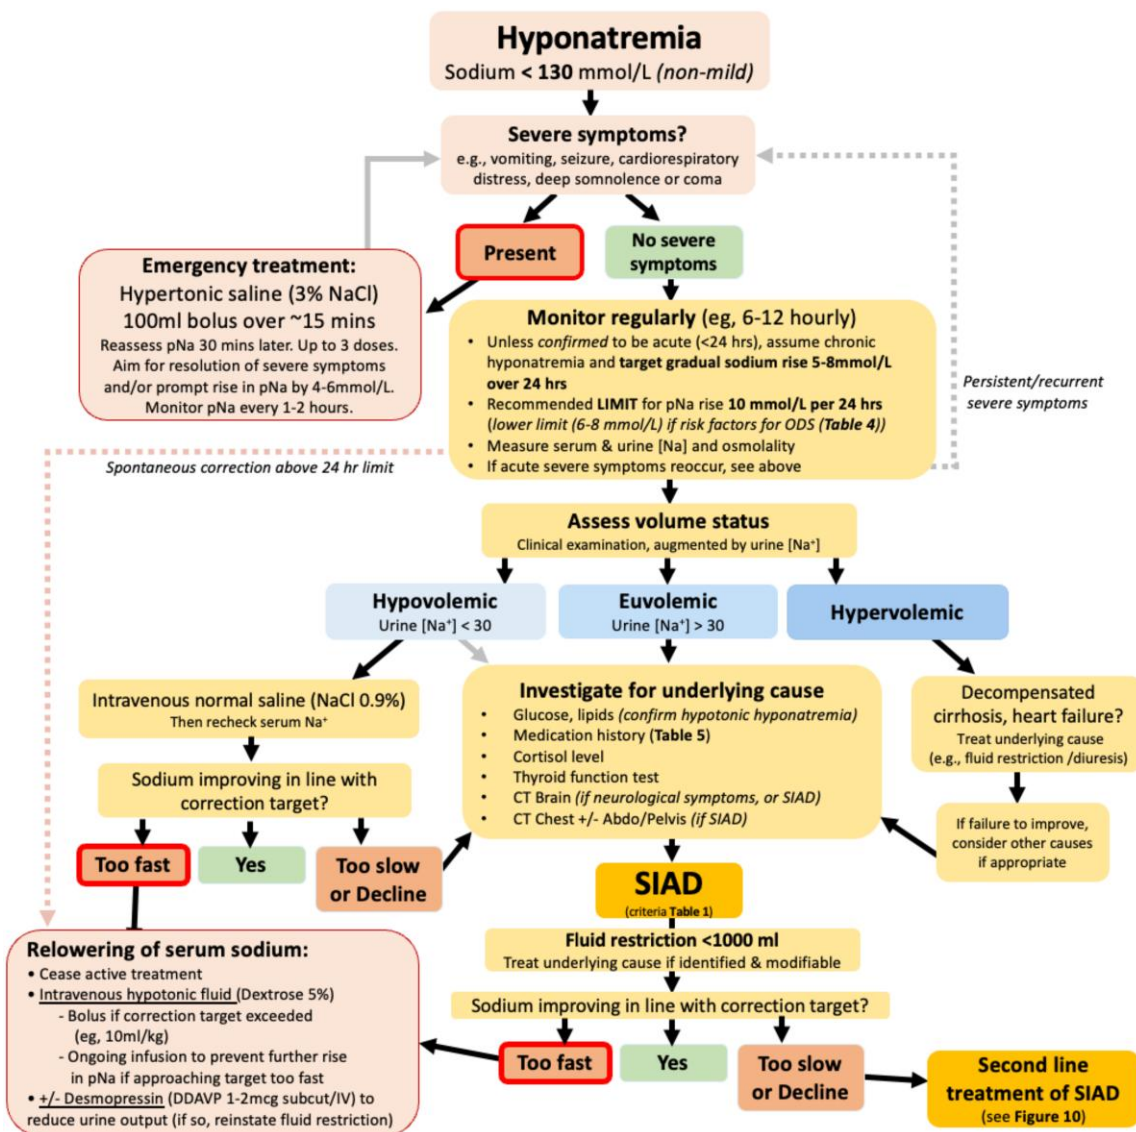 Hyponatremia
Sodium < 130 mmol/L (non-mild)
Severe symptoms?
e.g., vomiting, seizure, cardiorespiratory
distress, deep somnolence or coma
Present
No severe
symptoms
Emergency treatment:
Hypertonic saline (3% NaCl)
100ml bolus over ~15 mins
Reassess pNa 30 mins later. Up to 3 doses.
Aim for resolution of severe symptoms
and/or prompt rise in pNa by 4-6mmol/L.
Monitor pNa every 1-2 hours.
Monitor regularly (eg, 6-12 hourly)
• Unless confirmed to be acute (<24 hrs), assume chronic
hyponatremia and target gradual sodium rise 5-8mmol/L
over 24 hrs
• Recommended LIMIT for pNa rise 10 mmol/L per 24 hrs
(lower limit (6-8 mmol/L) if risk factors for ODS (Table 4))
• Measure serum & urine [Na] and osmolality
• If acute severe symptoms reoccur, see above
Persistent/recurrent
severe symptoms
Spontaneous correction above 24 hr limit
Assess volume status
Clinical examination, augmented by urine [Na⁺]
Hypovolemic
Urine [Na⁺] < 30
Euvolemic
Urine [Na⁺] > 30
Hypervolemic
Intravenous normal saline (NaCl 0.9%)
Then recheck serum Na⁺
Sodium improving in line with
correction target?
Too fast
Yes
Too slow
or Decline
Investigate for underlying cause
• Glucose, lipids (confirm hypotonic hyponatremia)
• Medication history (Table 5)
• Cortisol level
• Thyroid function test
• CT Brain (if neurological symptoms, or SIAD)
• CT Chest +/- Abdo/Pelvis (if SIAD)
Decompensated
cirrhosis, heart failure?
Treat underlying cause
(e.g., fluid restriction /diuresis)
If failure to improve,
consider other causes
if appropriate
SIAD
(criteria Table 1)
Fluid restriction <1000 ml
Treat underlying cause if identified & modifiable
Sodium improving in line with correction target?
Too fast
Yes
Too slow
or Decline
Second line
treatment of SIAD
(see Figure 10)
Relowering of serum sodium:
• Cease active treatment
• Intravenous hypotonic fluid (Dextrose 5%)
- Bolus if correction target exceeded
(eg, 10ml/kg)
- Ongoing infusion to prevent further rise
in pNa if approaching target too fast
• +/- Desmopressin (DDAVP 1-2mcg subcut/IV) to
reduce urine output (if so, reinstate fluid restriction)